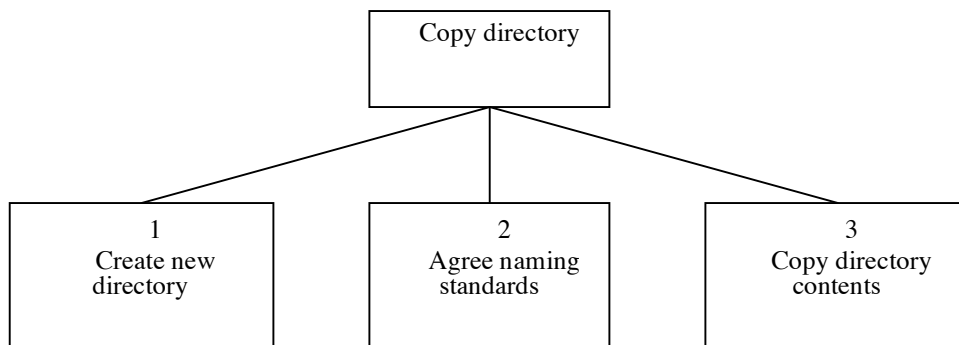 Copy directory
1
Create new
directory
2
Agree naming
standards
3
Copy directory
contents